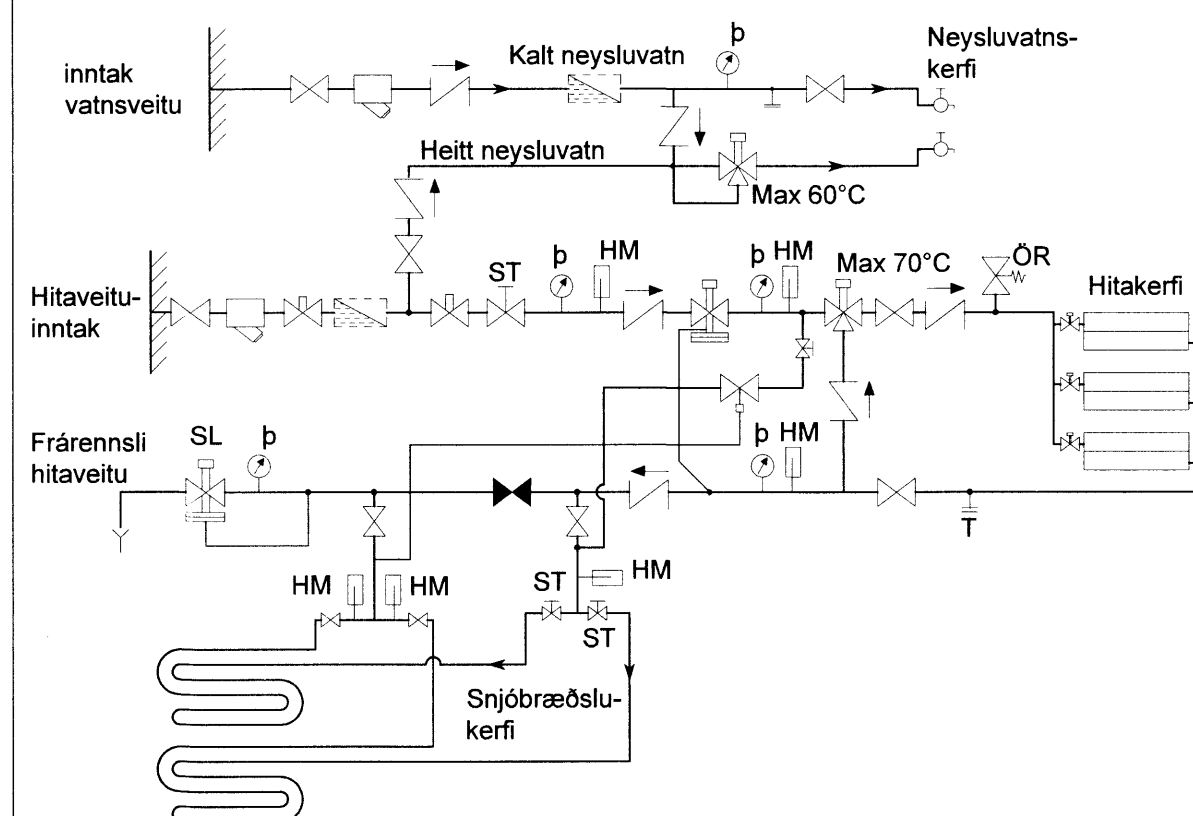 inntak
vatnsveitu
Kalt neysluvatn
þ
Neysluvatns-
kerfi
Heitt neysluvatn
Max 60°C
Hitaveitu-
inntak
ST
þ
HM
þ
HM
Max 70°C
ÖR
Hitakerfi
Frárennsli
hitaveitu
SL
þ
þ
HM
T
HM
HM
ST
HM
ST
Snjóbræðslu-
kerfi